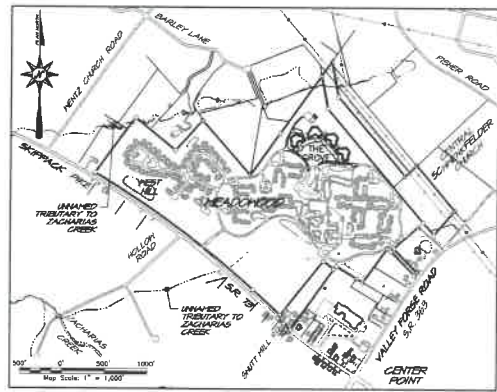 BARLEY LANE
FISHER ROAD
MENTZ CHURCH ROAD
N
SKIPPACK
PIKE
THE
GROVE
CENTRAL
SCHWENKFELDER
CHURCH
WEST
HILL
MEADOWOOD
UNNAMED
TRIBUTARY TO
ZACHARIAS
CREEK
HOLLOW
ROAD
S.R. 73
UNNAMED
TRIBUTARY TO
ZACHARIAS
CREEK
VALLEY FORGE ROAD
S.R. 363
ZACHARIAS
CREEK
CENTER
POINT
500' 0' 500' 1000'
Map Scale: 1" = 1,000'